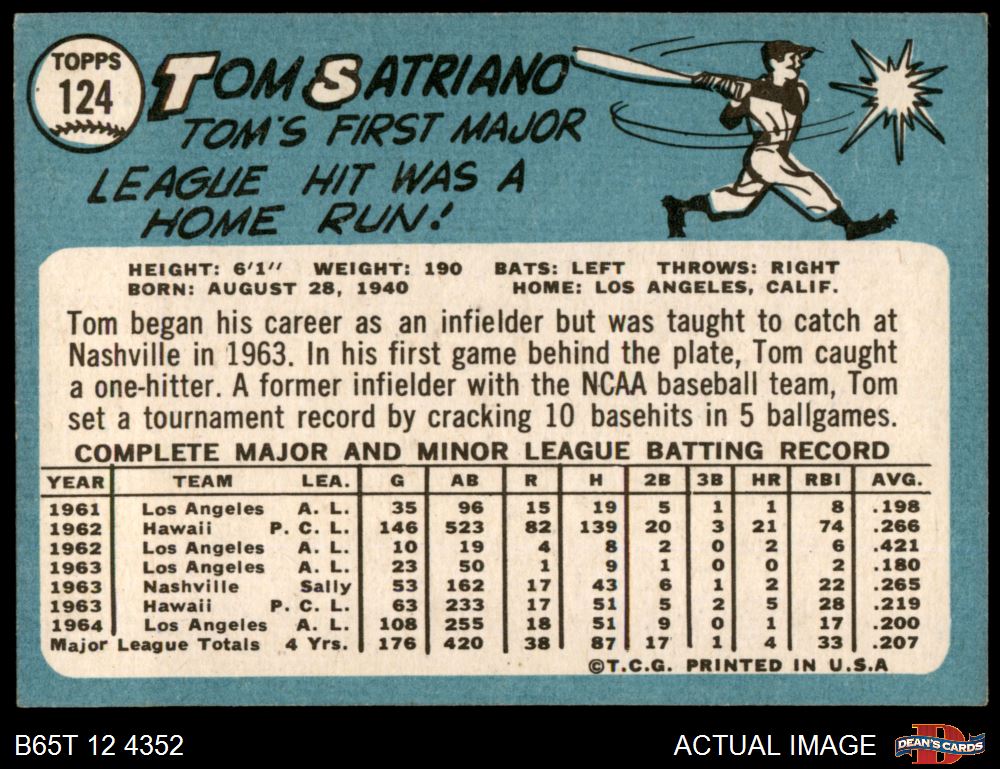 TOPPS
124
TOM SATRIANO
TOM'S FIRST MAJOR
LEAGUE HIT WAS A
HOME RUN!
HEIGHT: 6'1" WEIGHT: 190 BATS: LEFT THROWS: RIGHT
BORN: AUGUST 28, 1940 HOME: LOS ANGELES, CALIF.
Tom began his career as an infielder but was taught to catch at
Nashville in 1963. In his first game behind the plate, Tom caught
a one-hitter. A former infielder with the NCAA baseball team, Tom
set a tournament record by cracking 10 basehits in 5 ballgames.
COMPLETE MAJOR AND MINOR LEAGUE BATTING RECORD
YEAR TEAM LEA. G AB R H 2B 3B HR RBI AVG.
1961 Los Angeles A. L. 35 96 15 19 5 1 1 8 .198
1962 Hawaii P. C. L. 146 523 82 139 20 3 21 74 .266
1962 Los Angeles A. L. 10 19 4 8 2 0 2 6 .421
1963 Los Angeles A. L. 23 50 1 9 1 0 0 2 .180
1963 Nashville Sally 53 162 17 43 6 1 2 22 .265
1963 Hawaii P. C. L. 63 233 17 51 5 2 5 28 .219
1964 Los Angeles A. L. 108 255 18 51 9 0 1 17 .200
Major League Totals 4 Yrs. 176 420 38 87 17 1 4 33 .207
©T.C.G. PRINTED IN U.S.A
B65T 12 4352
ACTUAL IMAGE
D
DEAN'S CARDS